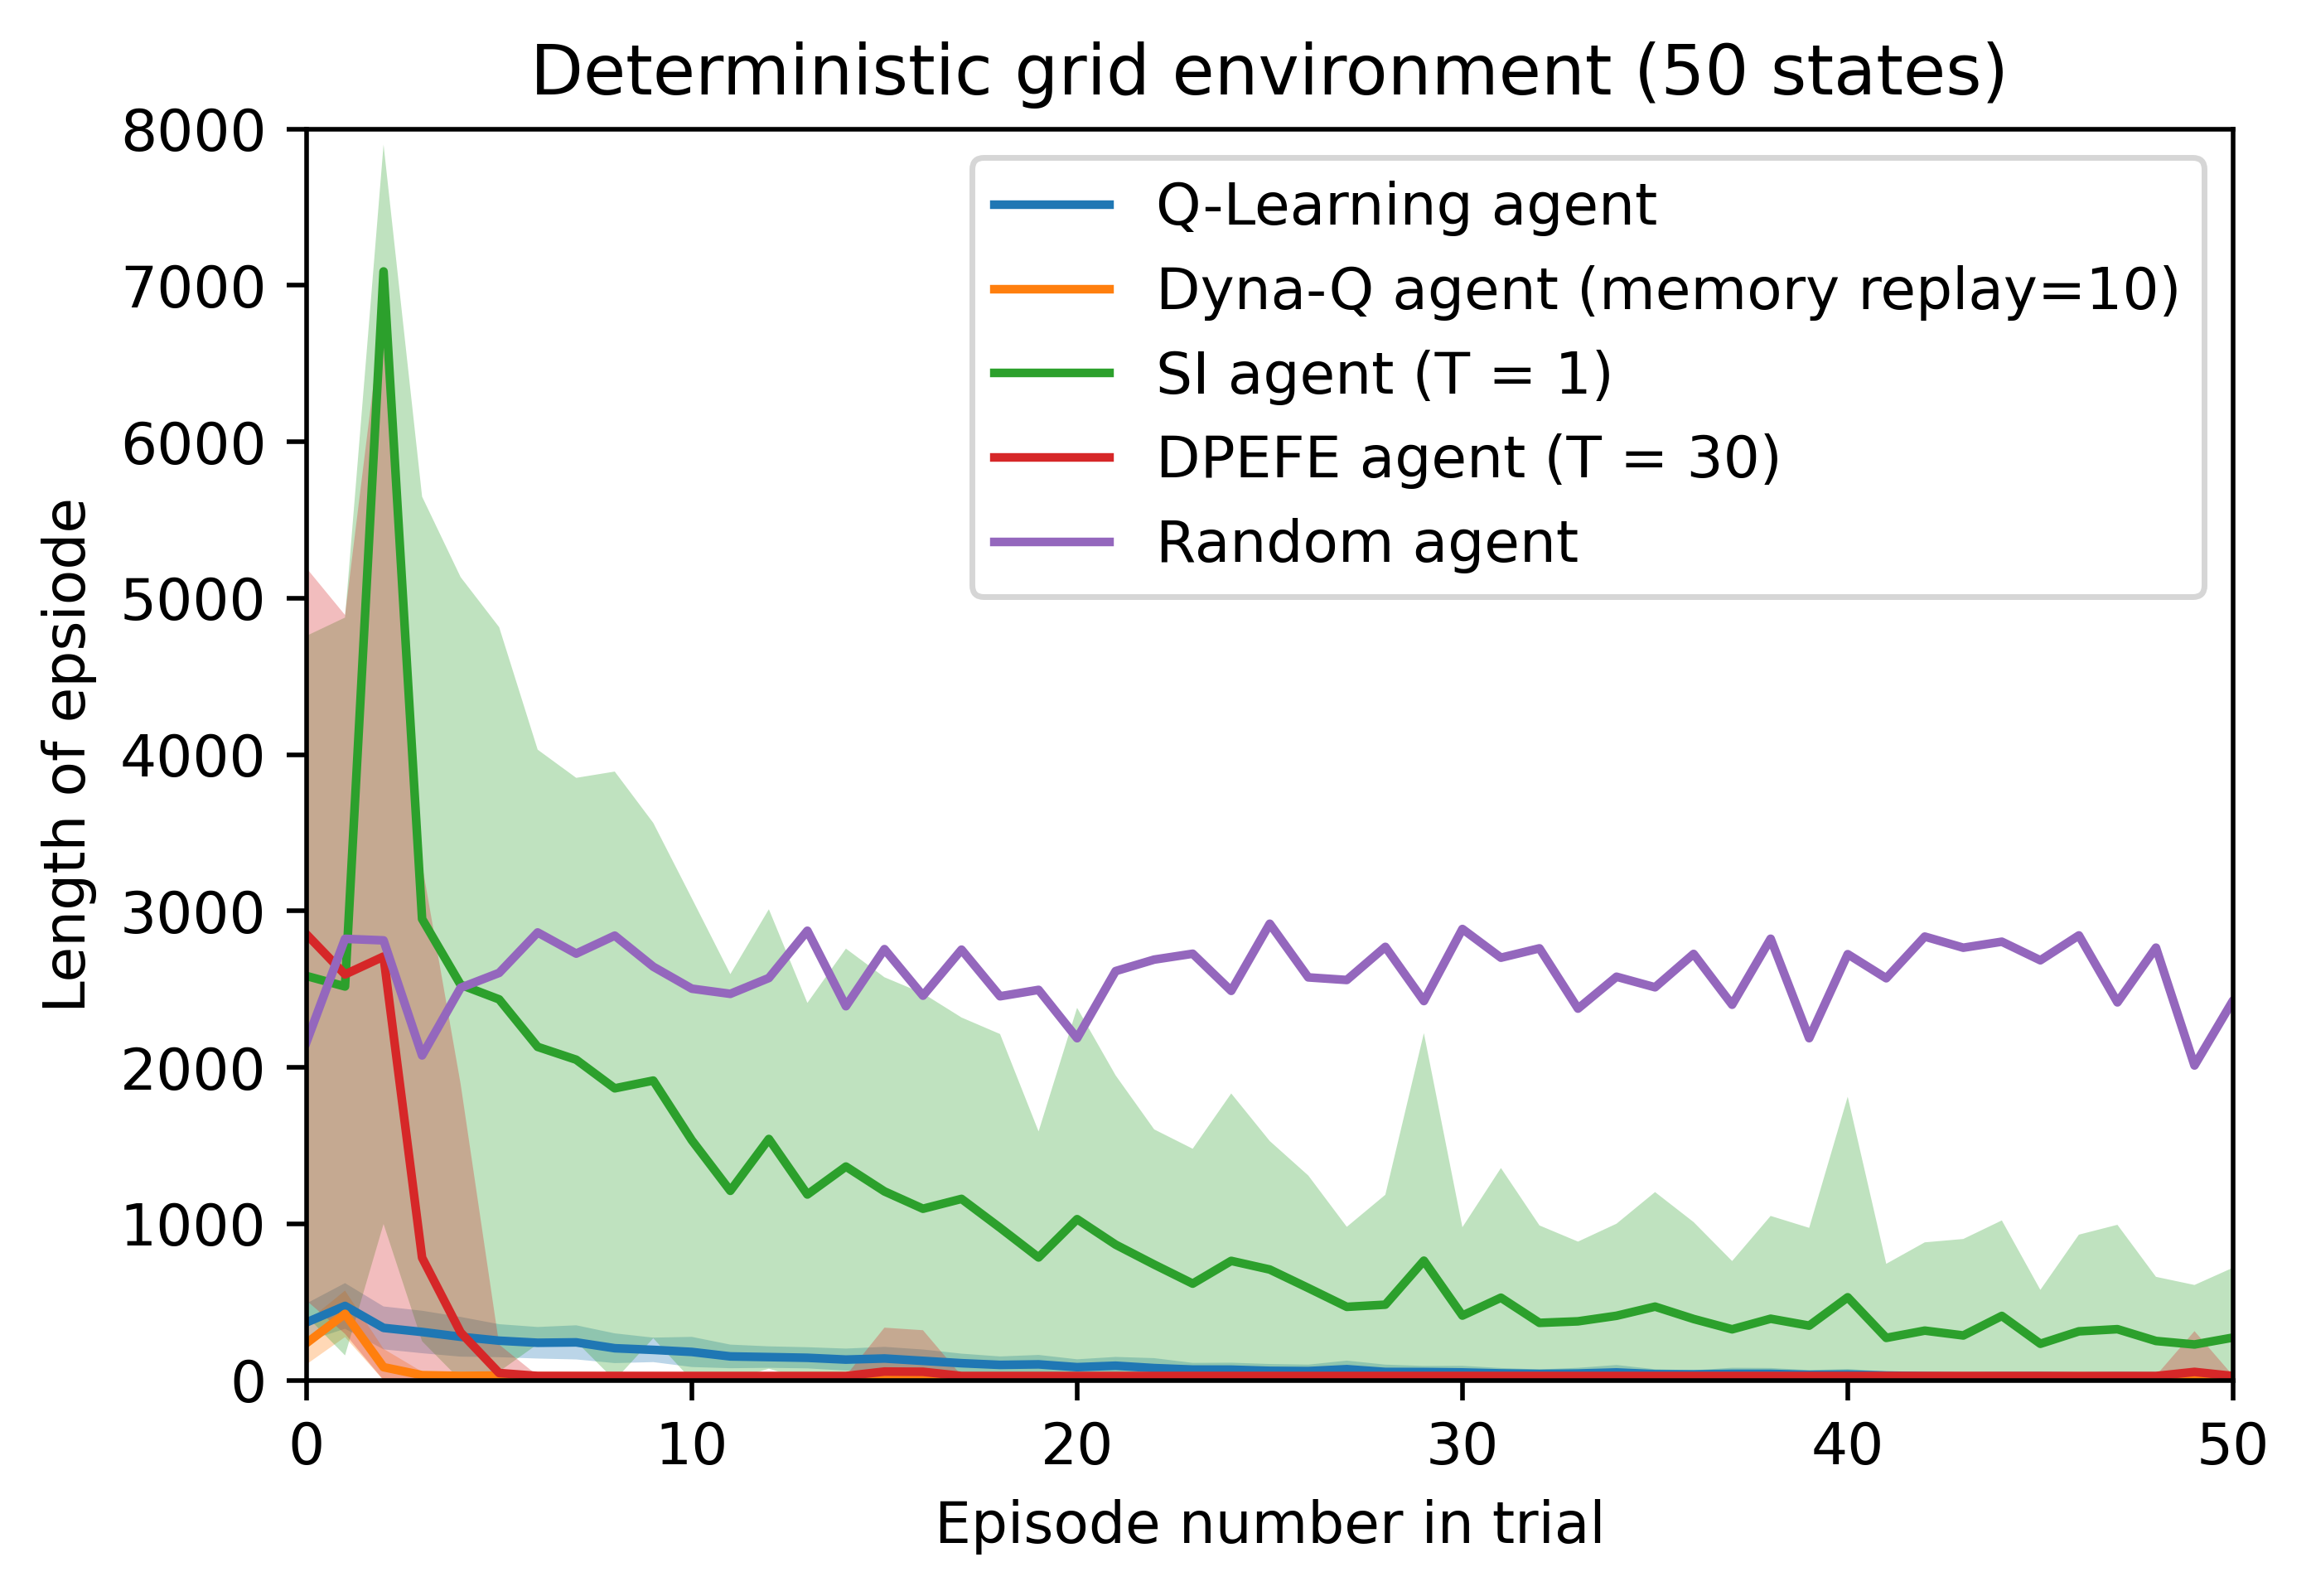 Deterministic grid environment (50 states)
8000
7000
6000
5000
4000
3000
2000
1000
0
Length of epsiode
Q-Learning agent
Dyna-Q agent (memory replay=10)
SI agent (T = 1)
DPEFE agent (T = 30)
Random agent
0 10 20 30 40 50
Episode number in trial